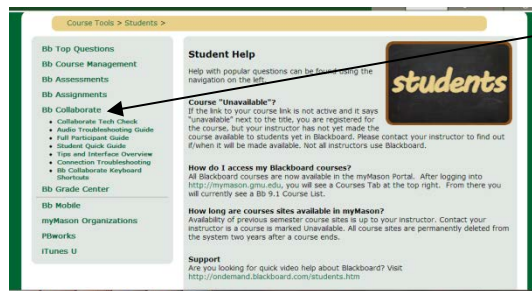 Course Tools > Students >
Bb Top Questions
Bb Course Management
Bb Assessments
Bb Assignments
Bb Collaborate
Collaborate Tech Check
Audio Troubleshooting Guide
Full Participant Guide
Student Quick Guide
Tips and Interface Overview
Connection Troubleshooting
Bb Collaborate Keyboard
Shortcuts
Bb Grade Center
Bb Mobile
myMason Organizations
PBworks
iTunes U
Student Help
Help with popular questions can be found using the
navigation on the left.
students
Course "Unavailable"?
If the link to your course link is not active and it says
"unavalable" next to the title, you are registered for
the course, but your instructor has not yet made the
course available to students yet in Blackboard. Please contact your instructor to find out
if/when it will be made available. Not all instructors use Blackboard.
How do I access my Blackboard courses?
All Blackboard courses are now available in the myMason Portal. After logging into
http://mymason.gmu.edu, you will see a Courses Tab at the top right. From there you
will currently see a Bb 9.1 Course List.
How long are courses sites available in myMason?
Availability of previous semester course sites is up to your instructor. Contact your
instructor is a course is marked Unavailable. All course sites are permanently deleted from
the system two years after a course ends.
Support
Are you looking for quick video help about Blackboard? Visit
http://ondemand.blackboard.com/students.htm